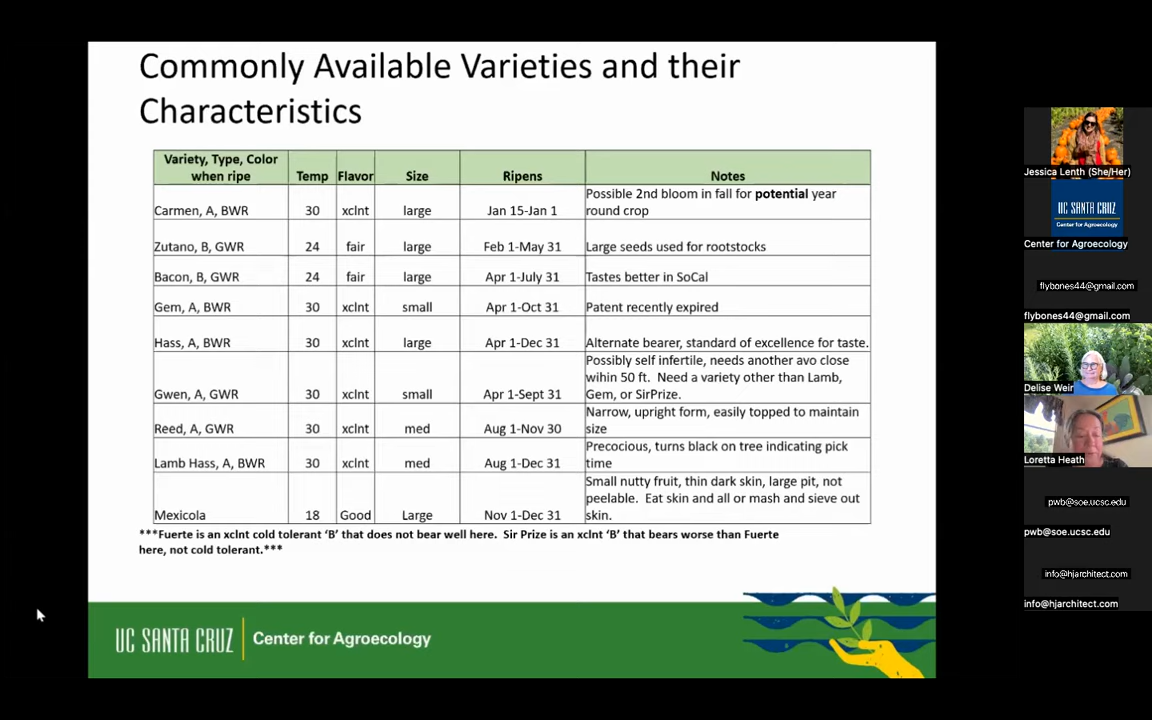 Commonly Available Varieties and their
Characteristics
Variety, Type, Color
when ripe
Temp
Flavor
Size
Ripens
Notes
Carmen, A, BWR
30
xclnt
large
Jan 15-Jan 1
Possible 2nd bloom in fall for potential year
round crop
Zutano, B, GWR
24
fair
large
Feb 1-May 31
Large seeds used for rootstocks
Bacon, B, GWR
24
fair
large
Apr 1-July 31
Tastes better in SoCal
Gem, A, BWR
30
xclnt
small
Apr 1-Oct 31
Patent recently expired
Hass, A, BWR
30
xclnt
large
Apr 1-Dec 31
Alternate bearer, standard of excellence for taste.
Gwen, A, GWR
30
xclnt
small
Apr 1-Sept 31
Possibly self infertile, needs another avo close
wihin 50 ft. Need a variety other than Lamb,
Gem, or SirPrize.
Reed, A, GWR
30
xclnt
med
Aug 1-Nov 30
Narrow, upright form, easily topped to maintain
size
Lamb Hass, A, BWR
30
xclnt
med
Aug 1-Dec 31
Precocious, turns black on tree indicating pick
time
Mexicola
18
Good
Large
Nov 1-Dec 31
Small nutty fruit, thin dark skin, large pit, not
peelable. Eat skin and all or mash and sieve out
skin.
***Fuerte is an xclnt cold tolerant ‘B’ that does not bear well here. Sir Prize is an xclnt ‘B’ that bears worse than Fuerte
here, not cold tolerant.***
UC SANTA CRUZ
Center for Agroecology
Jessica Lenth (She/Her)
UC SANTA CRUZ
Center for Agroecology
Center for Agroecology
flybones44@gmail.com
flybones44@gmail.com
Delise Weir
Loretta Heath
pwb@soe.ucsc.edu
pwb@soe.ucsc.edu
info@hjarchitect.com
info@hjarchitect.com